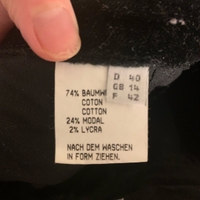 D 40
GB 14
F 42
74% BAUMW
COTON
COTTON
24% MODAL
2% LYCRA
NACH DEM WASCHEN
IN FORM ZIEHEN.